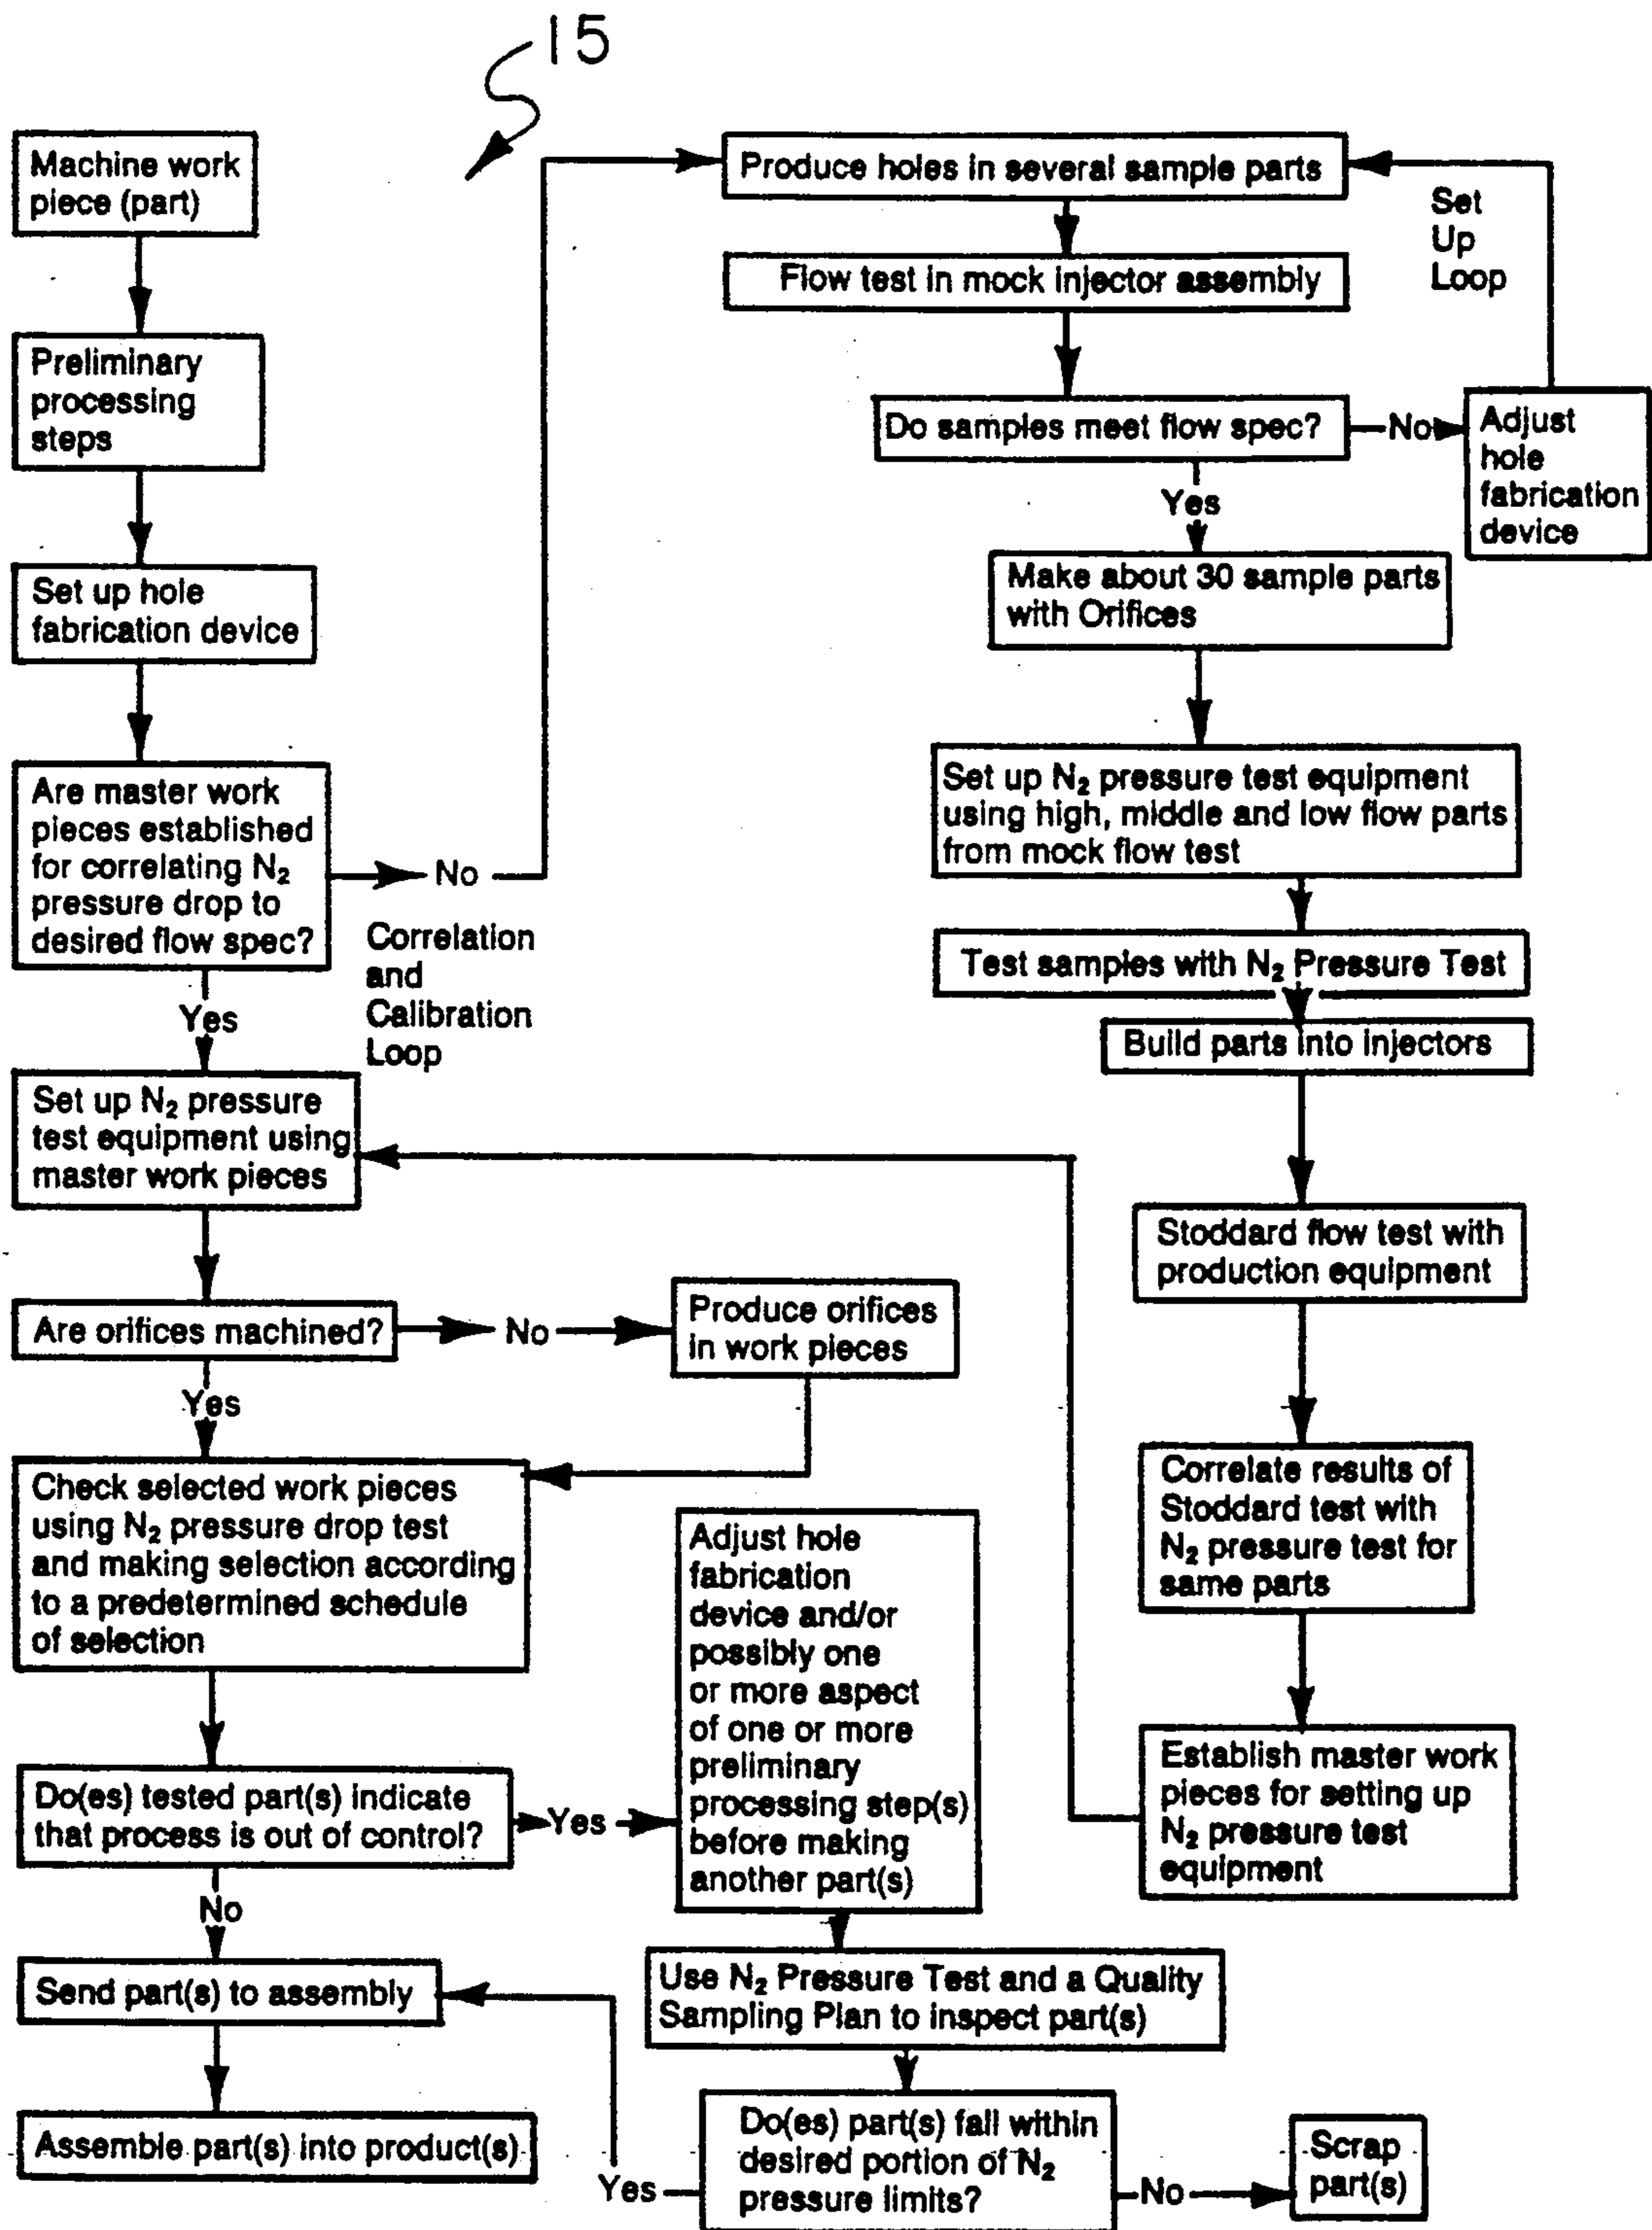 15
Machine work
piece (part)
Preliminary
processing
steps
Set up hole
fabrication device
Are master work
pieces established
for correlating N₂
pressure drop to
desired flow spec?
No
Correlation
and
Calibration
Loop
Yes
Set up N₂ pressure
test equipment using
master work pieces
Are orifices machined?
No
Produce orifices
in work pieces
Yes
Check selected work pieces
using N₂ pressure drop test
and making selection according
to a predetermined schedule
of selection
Do(es) tested part(s) indicate
that process is out of control?
Yes
Adjust hole
fabrication
device and/or
possibly one
or more aspect
of one or more
preliminary
processing step(s)
before making
another part(s)
No
Send part(s) to assembly
Assemble part(s) into product(s)
Use N₂ Pressure Test and a Quality
Sampling Plan to inspect part(s)
Do(es) part(s) fall within
desired portion of N₂
pressure limits?
Yes
No
Scrap
part(s)
Produce holes in several sample parts
Set
Up
Loop
Flow test in mock injector assembly
Do samples meet flow spec?
No
Adjust
hole
fabrication
device
Yes
Make about 30 sample parts
with Orifices
Set up N₂ pressure test equipment
using high, middle and low flow parts
from mock flow test
Test samples with N₂ Pressure Test
Build parts into injectors
Stoddard flow test with
production equipment
Correlate results of
Stoddard test with
N₂ pressure test for
same parts
Establish master work
pieces for setting up
N₂ pressure test
equipment